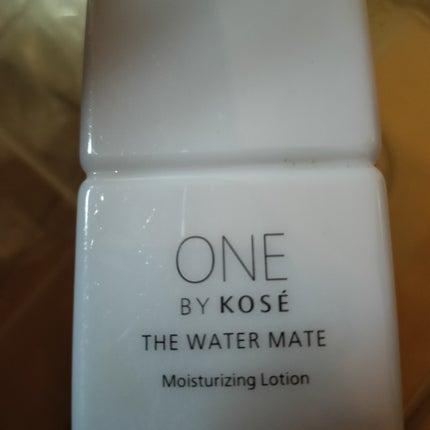 ONE
BY KOSÉ
THE WATER MATE
Moisturizing Lotion